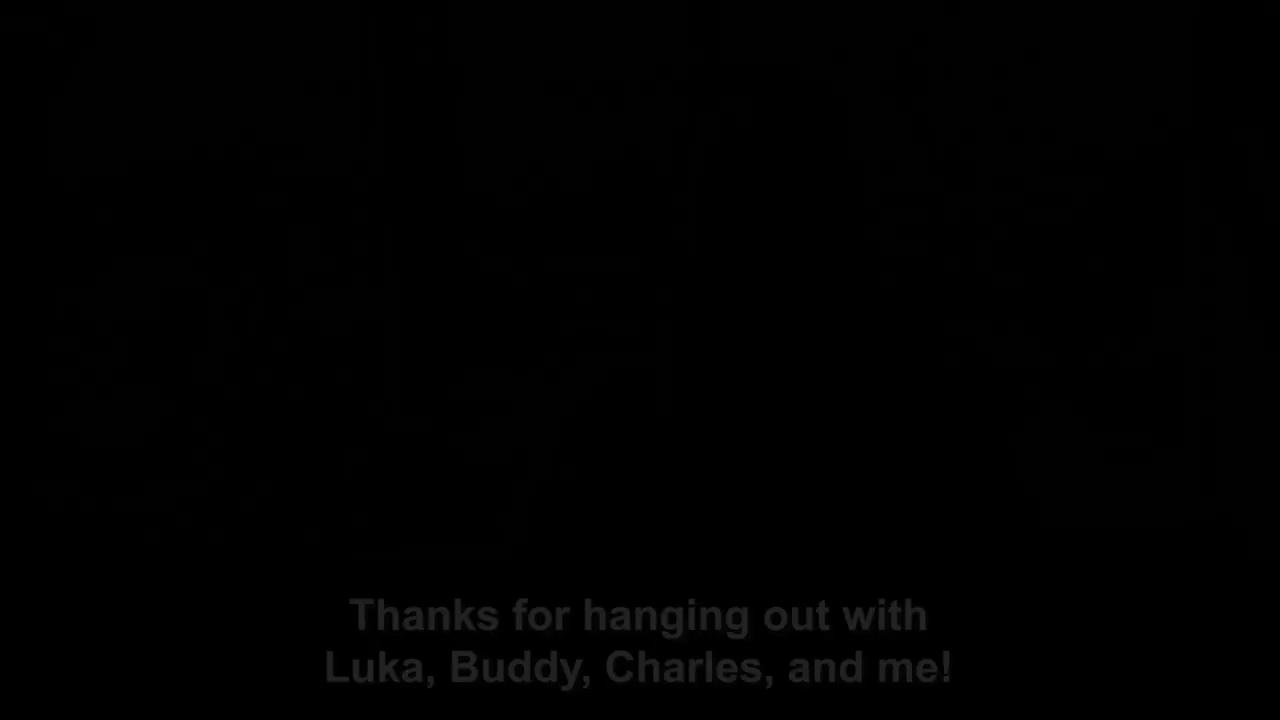 Thanks for hanging out with
Luka, Buddy, Charles, and me!